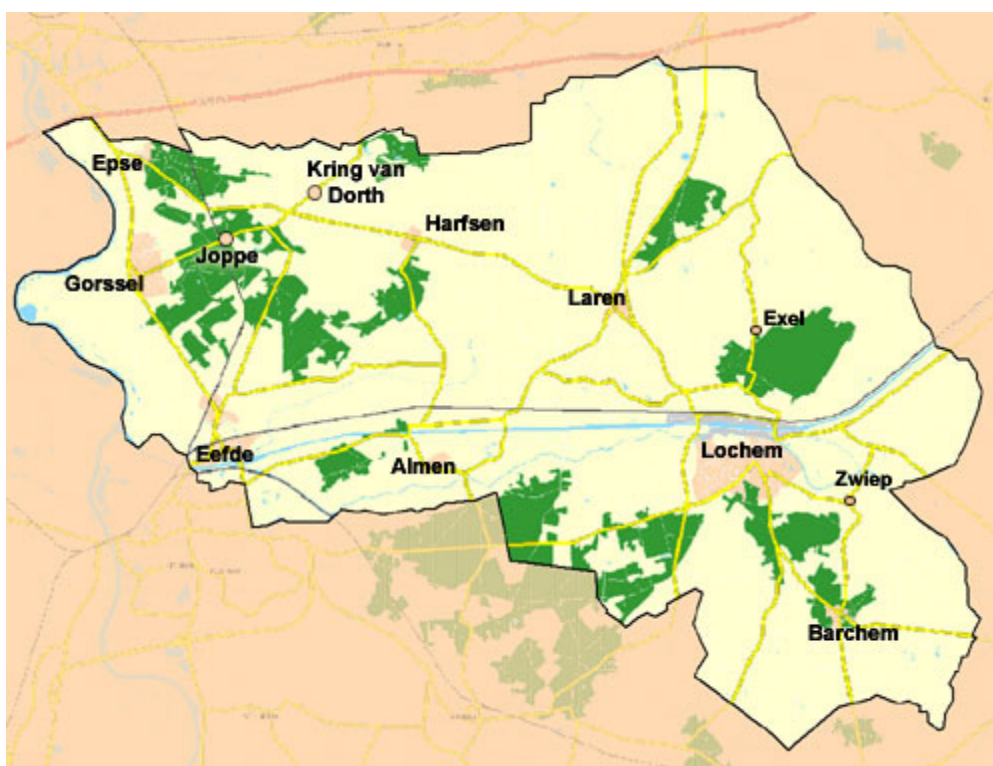 Epse
Kring van
Dorth
Harfsen
Joppe
Gorssel
Laren
Exel
Eefde
Almen
Lochem
Zwiep
Barchem